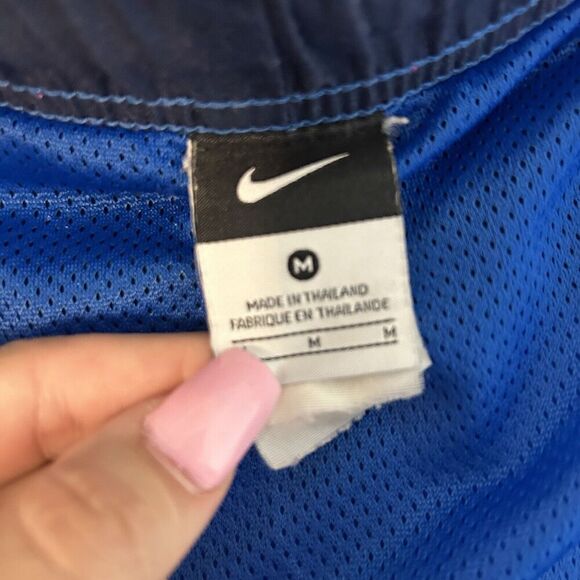 M
MADE IN THAILAND
FABRIQUE EN THAILANDE
M M